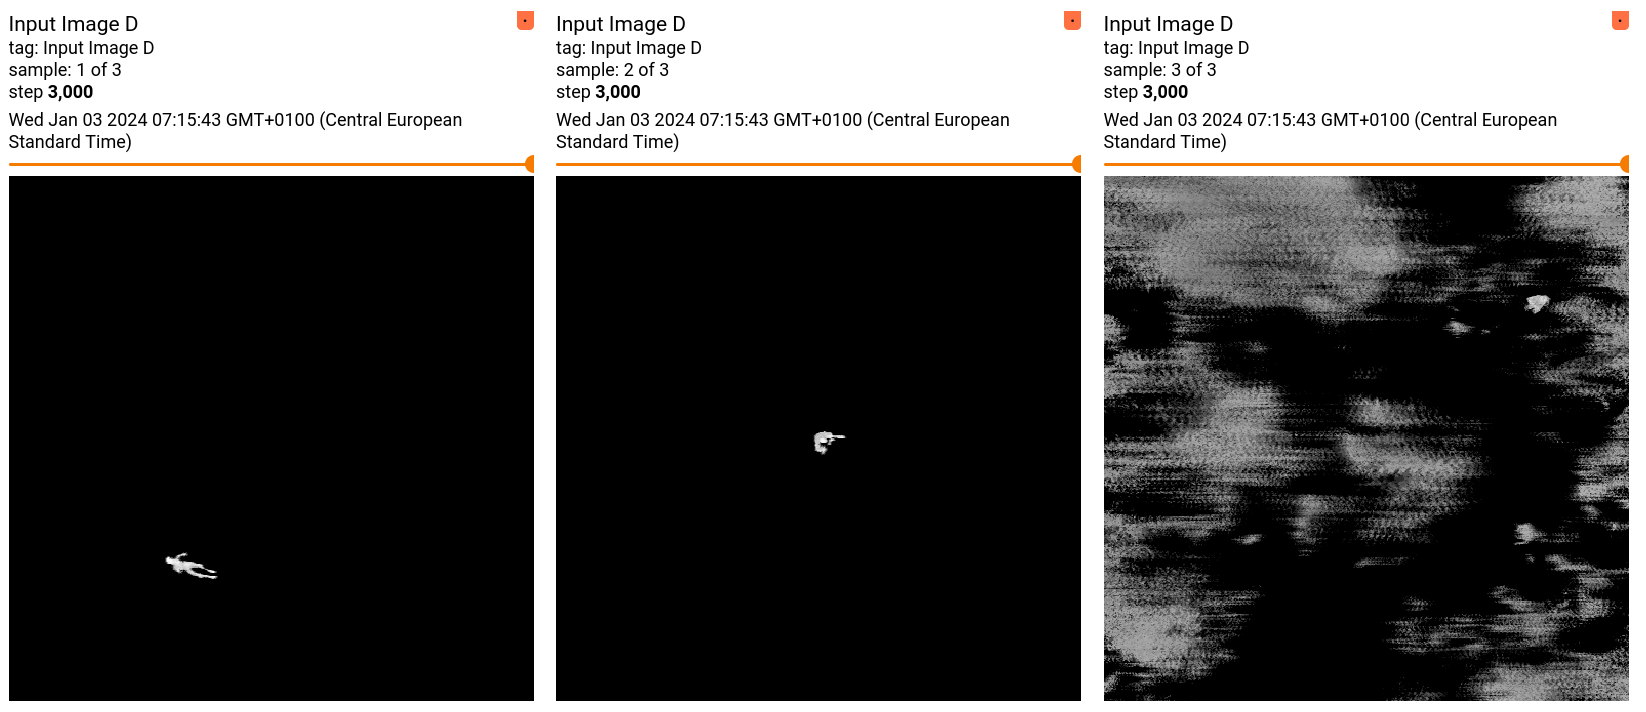 Input Image D
tag: Input Image D
sample: 1 of 3
step 3,000
Wed Jan 03 2024 07:15:43 GMT+0100 (Central European
Standard Time)
Input Image D
tag: Input Image D
sample: 2 of 3
step 3,000
Wed Jan 03 2024 07:15:43 GMT+0100 (Central European
Standard Time)
Input Image D
tag: Input Image D
sample: 3 of 3
step 3,000
Wed Jan 03 2024 07:15:43 GMT+0100 (Central European
Standard Time)